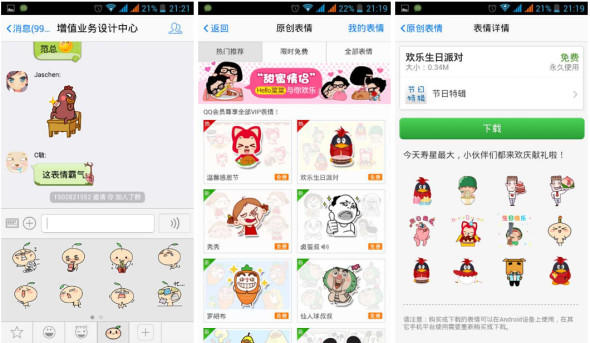 21% 21:21
消息(99...
增值业务设计中心
范总
Jaschen:
C敏:
这表情霸气
1502821552 邀请 你 加入了群
22% 21:19
返回
原创表情
我的表情
热门推荐
限时免费
全部表情
“甜蜜情侣”
Hello菜菜 与你欢乐
QQ会员尊享全部VIP表情!
温馨感恩节
免费
欢乐生日派对
免费
秃秃
免费
卤蛋叔
免费
罗胡布
免费
仙人球叔叔
免费
21% 21:19
原创表情
表情详情
欢乐生日派对
免费
大小:0.34M
永久使用
节日
特辑
节日特辑
下载
今天寿星最大,小伙伴们都来欢庆献礼啦!
生日快乐
请注意:购买或下载的表情可以在Android设备上使用,在其
它手机平台使用需要重新购买或下载。